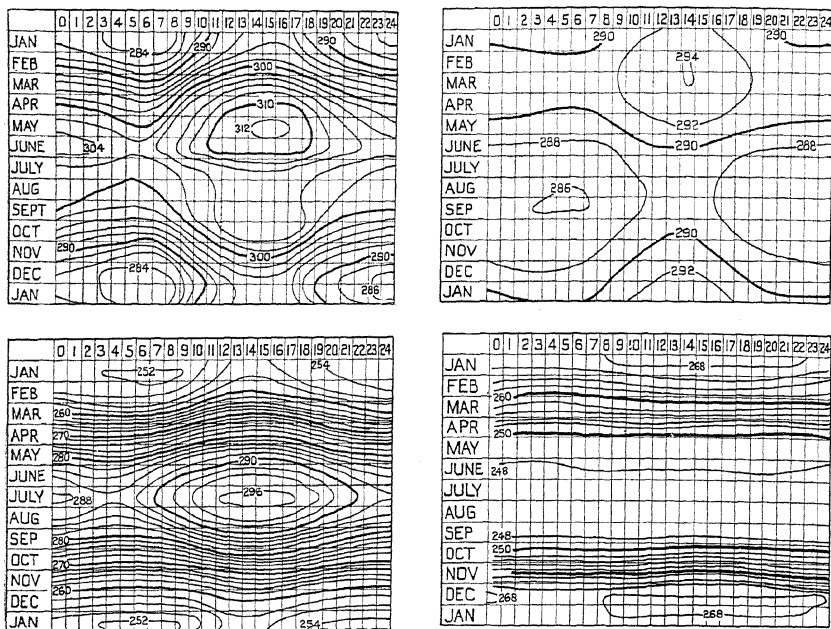 0 1 2 3 4 5 6 7 8 9 10 11 12 13 14 15 16 17 18 19 20 21 22 23 24
JAN 284 290 290
FEB 300
MAR
APR 310
MAY 312
JUNE 304
JULY
AUG
SEPT
OCT
290
NOV 300 290
DEC 284
JAN 286
0 1 2 3 4 5 6 7 8 9 10 11 12 13 14 15 16 17 18 19 20 21 22 23 24
JAN 290 290
FEB 294
MAR
APR
MAY 292
JUNE 288 290 288
JULY
AUG 286
SEP
OCT
NOV 290
DEC 292
JAN
0 1 2 3 4 5 6 7 8 9 10 11 12 13 14 15 16 17 18 19 20 21 22 23 24
JAN 252 254
FEB
MAR 260
APR 270
MAY 280
JUNE 290
JULY 288 296
AUG
SEP 280
OCT 270
NOV
260
DEC
JAN 252 254
0 1 2 3 4 5 6 7 8 9 10 11 12 13 14 15 16 17 18 19 20 21 22 23 24
JAN 268
FEB
260
MAR
APR 250
MAY
JUNE 248
JULY
AUG
SEP 248
OCT 250
NOV
DEC 268
JAN 268